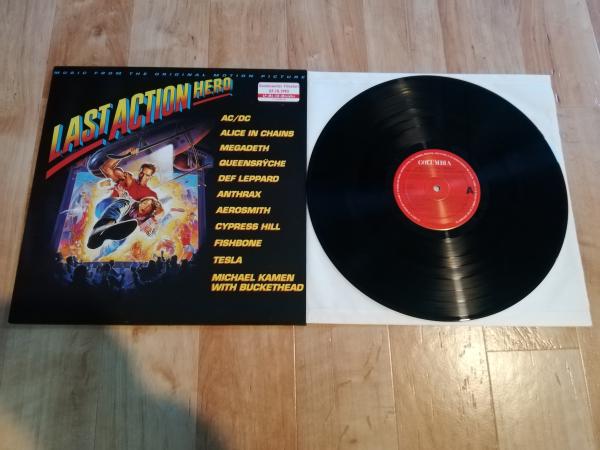 MUSIC FROM THE ORIGINAL MOTION PICTURE
LAST ACTION HERO
AC/DC
ALICE IN CHAINS
MEGADETH
QUEENSRŸCHE
DEF LEPPARD
ANTHRAX
AEROSMITH
CYPRESS HILL
FISHBONE
TESLA
MICHAEL KAMEN
WITH BUCKETHEAD
COLUMBIA
A